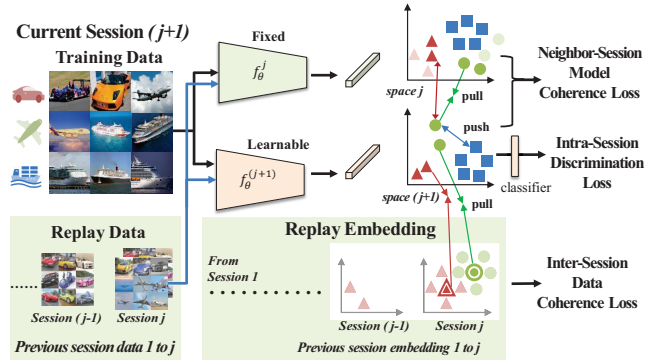 Current Session (j+1)
Training Data
Fixed
f_θ^j
Learnable
f_θ^(j+1)
space j
pull
push
space (j+1)
pull
classifier
Neighbor-Session
Model
Coherence Loss
Intra-Session
Discrimination
Loss
Inter-Session
Data
Coherence Loss
Replay Data
......
Session (j-1)
Session j
Previous session data 1 to j
Replay Embedding
From
Session 1
Session (j-1)
Session j
Previous session embedding 1 to j